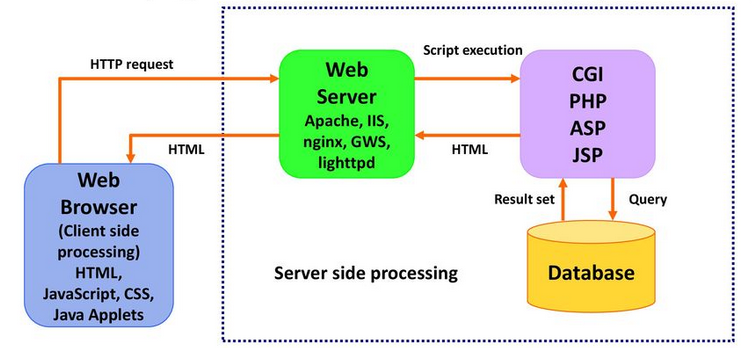 HTTP request
HTML
Web
Browser
(Client side
processing)
HTML,
JavaScript, CSS,
Java Applets
Web
Server
Apache, IIS,
nginx, GWS,
lighttpd
Script execution
HTML
CGI
PHP
ASP
JSP
Result set
Query
Database
Server side processing